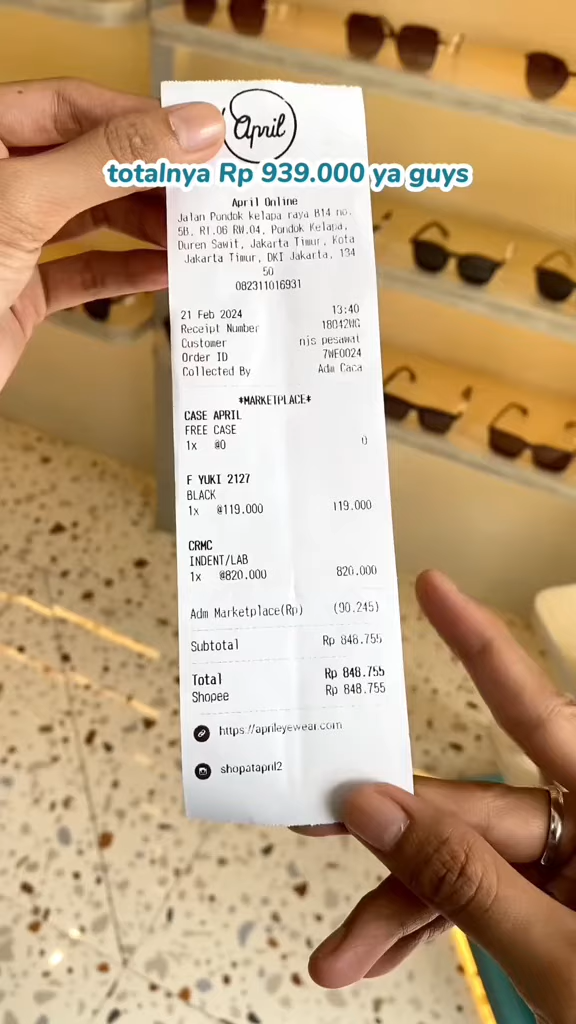 April
totalnya Rp 939.000 ya guys
April Online
Jalan Pondok kelapa raya B14 no.
5B, RT.06 RW.04, Pondok Kelapa,
Duren Sawit, Jakarta Timur, Kota
Jakarta Timur, DKI Jakarta, 134
50
082311016931
21 Feb 2024 13:40
Receipt Number 18042WG
Customer njs pesawat
Order ID 7WE0024
Collected By Adm Caca
*MARKETPLACE*
CASE APRIL
FREE CASE
1x @0 0
F YUKI 2127
BLACK
1x @119.000 119.000
CRMC
INDENT/LAB
1x @820.000 820.000
Adm Marketplace(Rp) (90.245)
Subtotal Rp 848.755
Total Rp 848.755
Shopee Rp 848.755
https://aprileyewear.com
shopatapril2